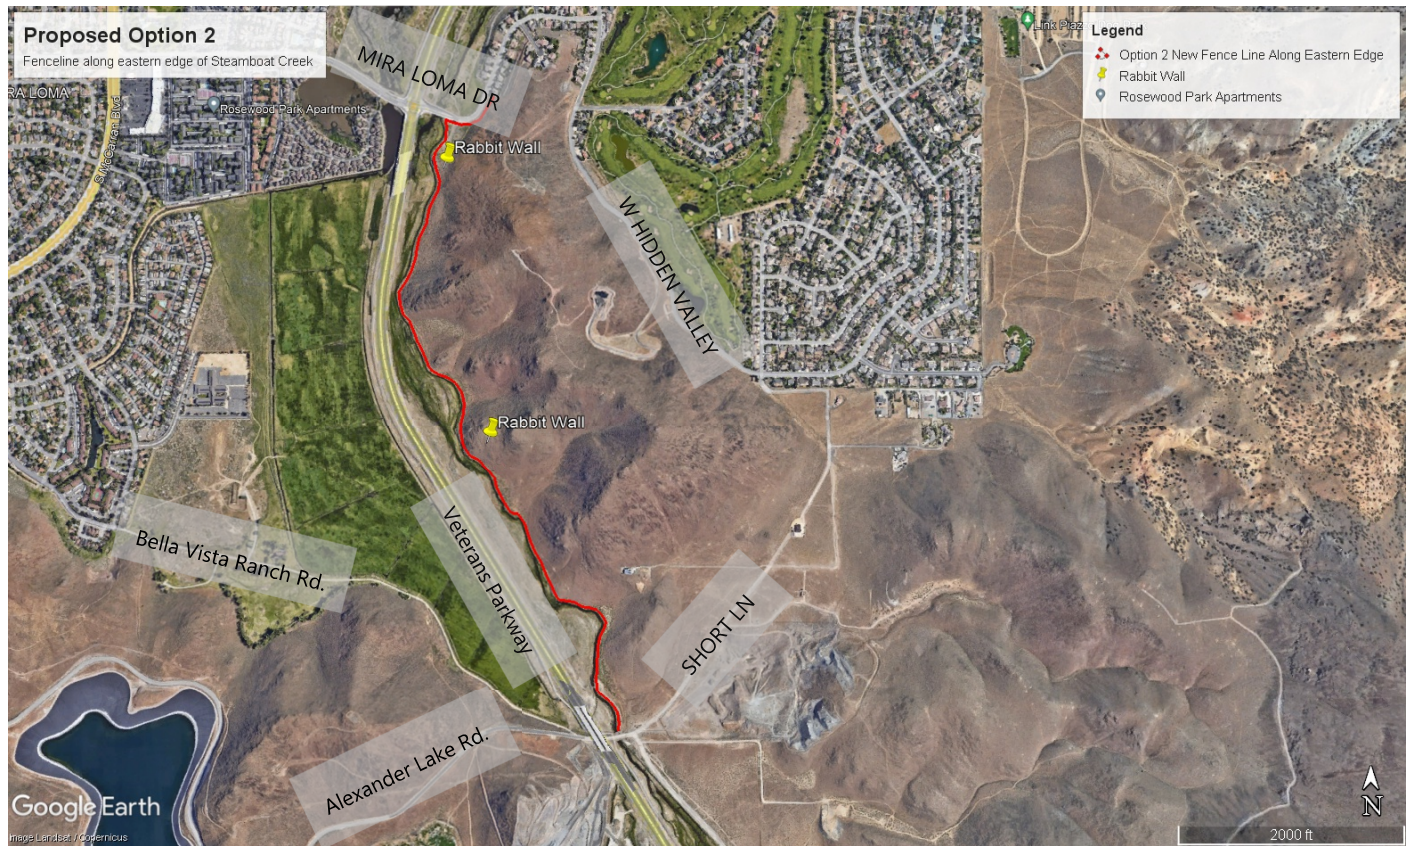 Proposed Option 2
Fenceline along eastern edge of Steamboat Creek
Legend
Option 2 New Fence Line Along Eastern Edge
Rabbit Wall
Rosewood Park Apartments
Link Piaz
MIRA LOMA DR
RA LOMA
Rosewood Park Apartments
S McCarran Blvd
Rabbit Wall
W HIDDEN VALLEY
Rabbit Wall
Veterans Parkway
Bella Vista Ranch Rd.
SHORT LN
Alexander Lake Rd.
Google Earth
Image Landsat / Copernicus
N
2000 ft